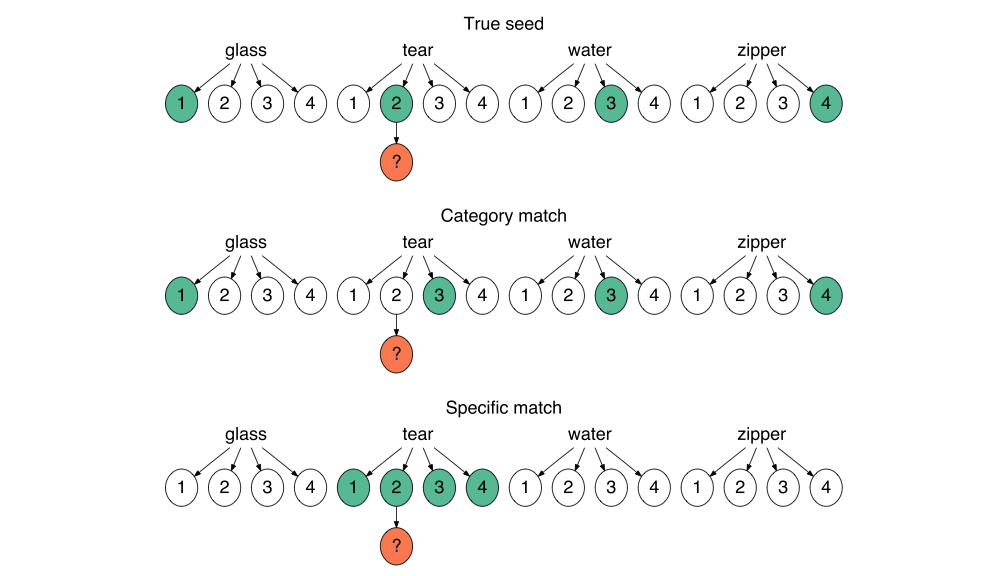 True seed
glass tear water zipper
1 2 3 4 1 2 3 4 1 2 3 4 1 2 3 4
?
Category match
glass tear water zipper
1 2 3 4 1 2 3 4 1 2 3 4 1 2 3 4
?
Specific match
glass tear water zipper
1 2 3 4 1 2 3 4 1 2 3 4 1 2 3 4
?